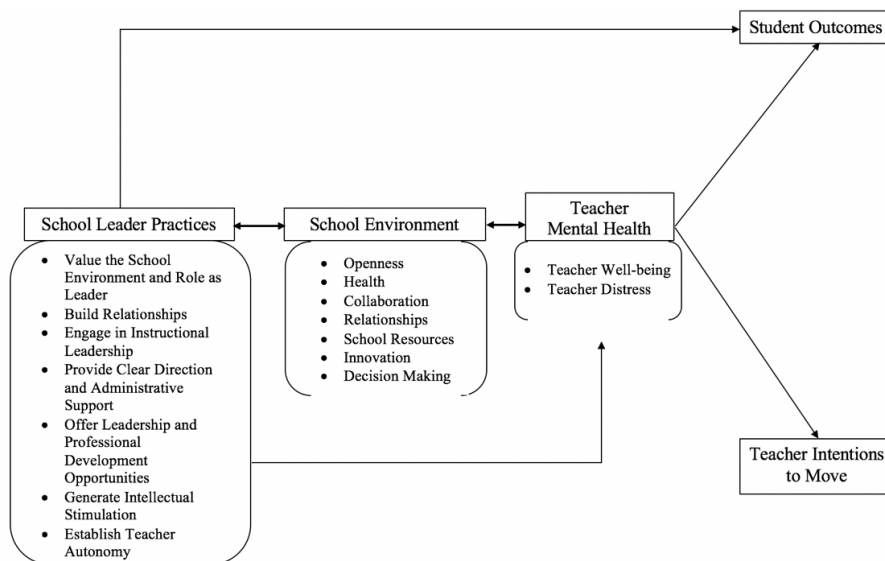 Student Outcomes
School Leader Practices
• Value the School
Environment and Role as
Leader
• Build Relationships
• Engage in Instructional
Leadership
• Provide Clear Direction
and Administrative
Support
• Offer Leadership and
Professional
Development
Opportunities
• Generate Intellectual
Stimulation
• Establish Teacher
Autonomy
School Environment
• Openness
• Health
• Collaboration
• Relationships
• School Resources
• Innovation
• Decision Making
Teacher
Mental Health
• Teacher Well-being
• Teacher Distress
Teacher Intentions
to Move